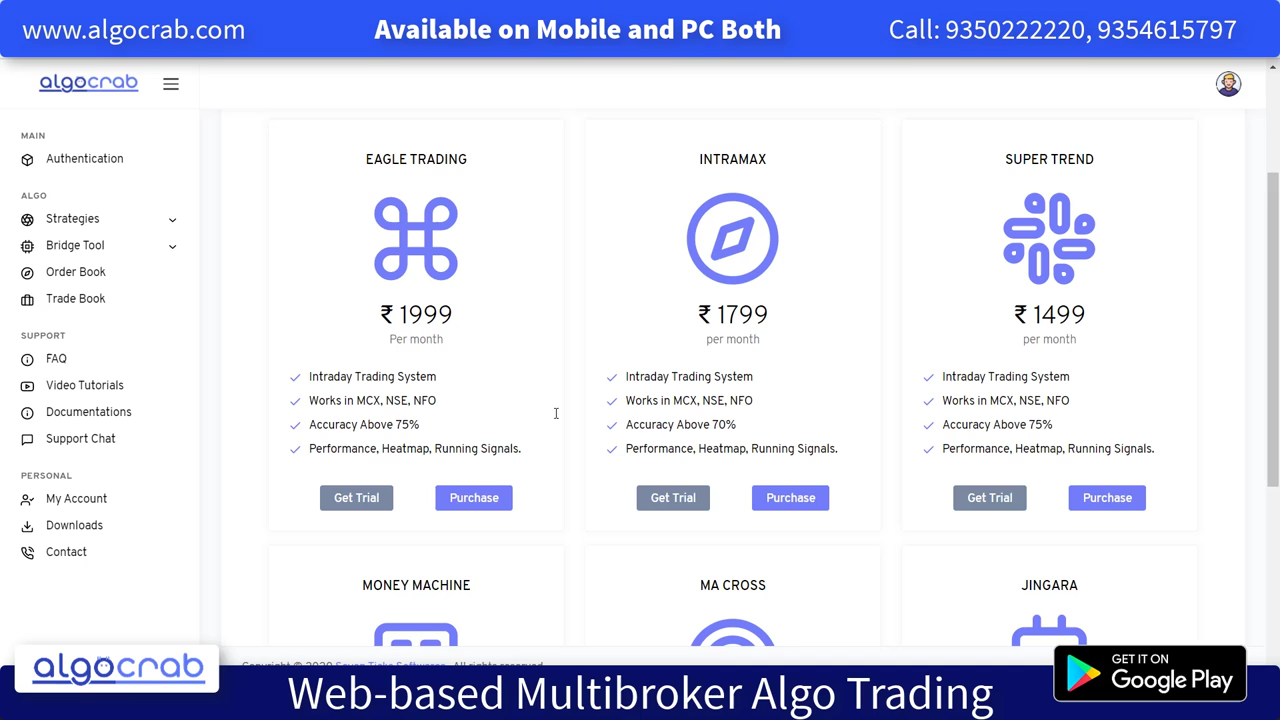 www.algocrab.com
Available on Mobile and PC Both
Call: 9350222220, 9354615797
algocrab
MAIN
Authentication
ALGO
Strategies
Bridge Tool
Order Book
Trade Book
SUPPORT
FAQ
Video Tutorials
Documentations
Support Chat
PERSONAL
My Account
Downloads
Contact
EAGLE TRADING
₹ 1999
Per month
Intraday Trading System
Works in MCX, NSE, NFO
Accuracy Above 75%
Performance, Heatmap, Running Signals.
Get Trial
Purchase
INTRAMAX
₹ 1799
per month
Intraday Trading System
Works in MCX, NSE, NFO
Accuracy Above 70%
Performance, Heatmap, Running Signals.
Get Trial
Purchase
SUPER TREND
₹ 1499
per month
Intraday Trading System
Works in MCX, NSE, NFO
Accuracy Above 75%
Performance, Heatmap, Running Signals.
Get Trial
Purchase
MONEY MACHINE
MA CROSS
JINGARA
algocrab
Web-based Multibroker Algo Trading
GET IT ON
Google Play